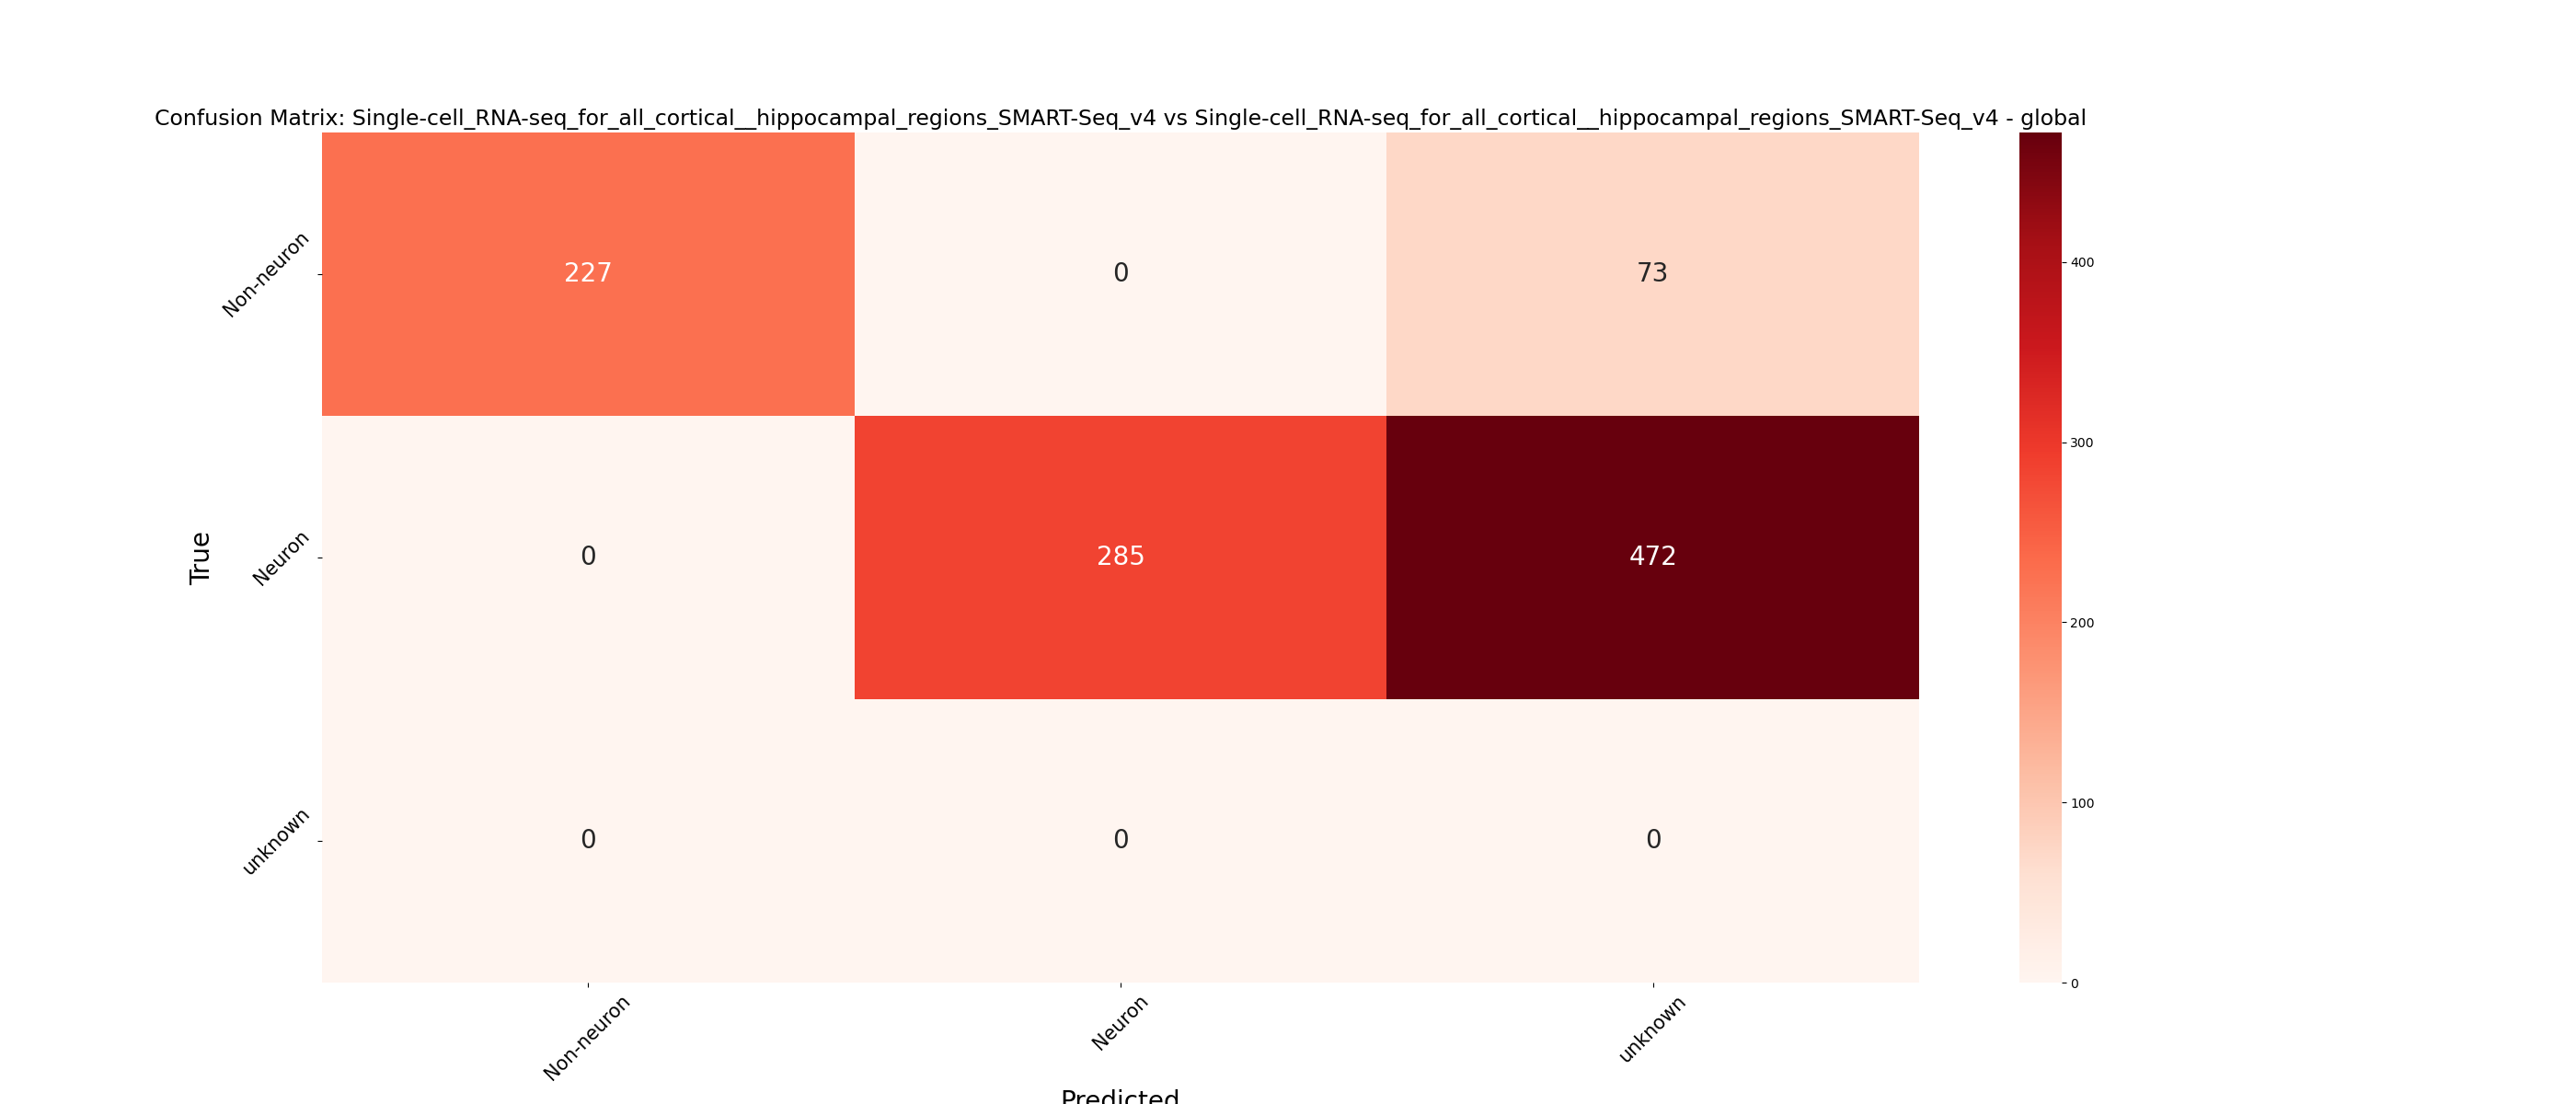 Confusion Matrix: Single-cell_RNA-seq_for_all_cortical__hippocampal_regions_SMART-Seq_v4 vs Single-cell_RNA-seq_for_all_cortical__hippocampal_regions_SMART-Seq_v4 - global
Non-neuron
227
0
73
400
300
True
Neuron
0
285
472
200
unknown
0
0
0
100
0
Non-neuron
Neuron
unknown
Predicted